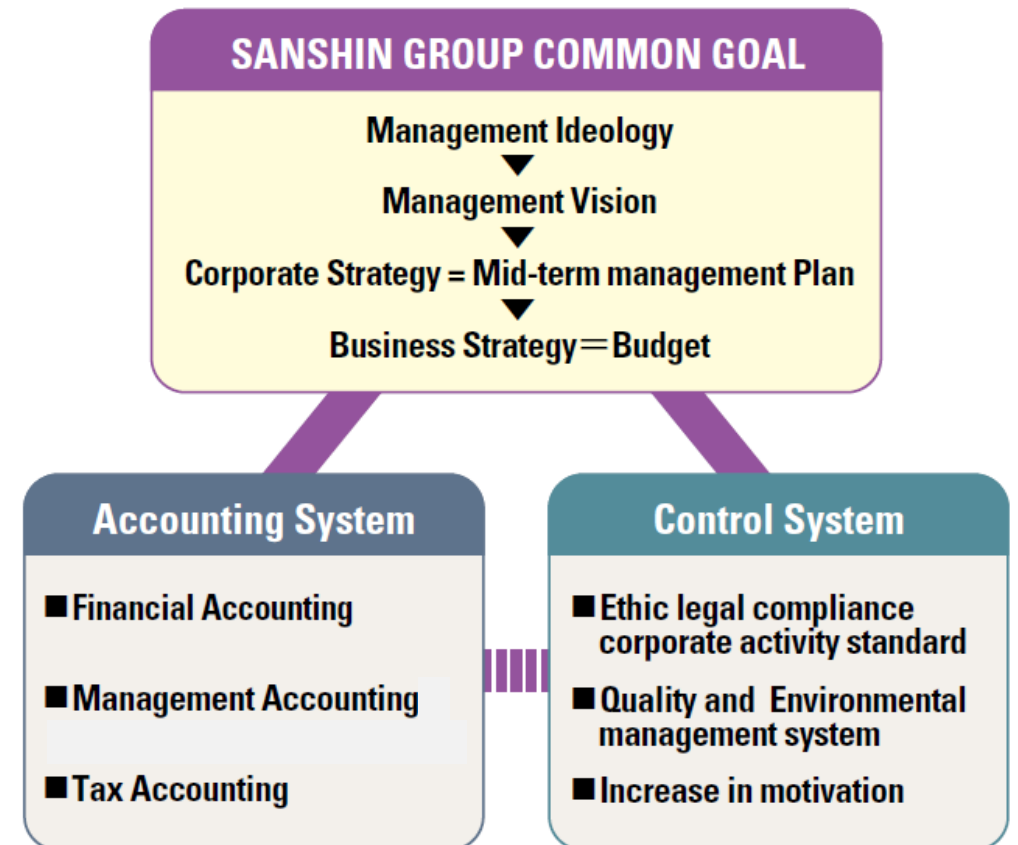 SANSHIN GROUP COMMON GOAL
Management Ideology
▼
Management Vision
▼
Corporate Strategy = Mid-term management Plan
▼
Business Strategy＝Budget
Accounting System
■Financial Accounting
■Management Accounting
■Tax Accounting
Control System
■Ethic legal compliance
corporate activity standard
■Quality and Environmental
management system
■Increase in motivation